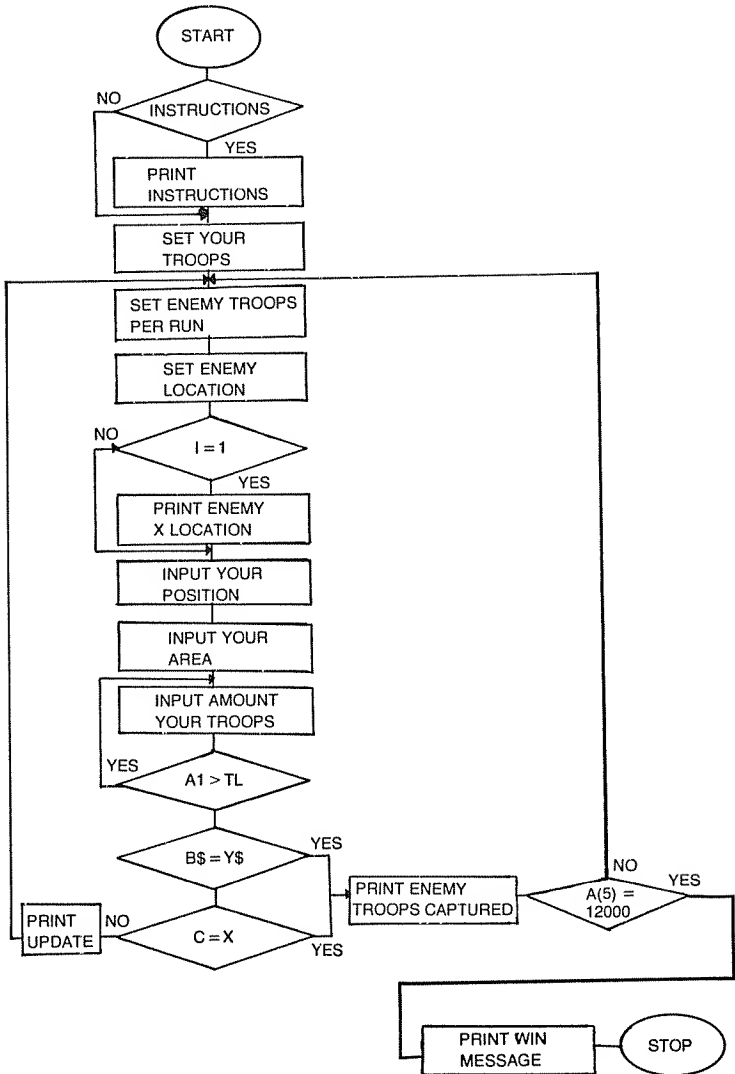 START
NO
INSTRUCTIONS
YES
PRINT
INSTRUCTIONS
SET YOUR
TROOPS
SET ENEMY TROOPS
PER RUN
SET ENEMY
LOCATION
NO
I = 1
YES
PRINT ENEMY
X LOCATION
INPUT YOUR
POSITION
INPUT YOUR
AREA
INPUT AMOUNT
YOUR TROOPS
YES
A1 > TL
B$ = Y$
YES
PRINT ENEMY
TROOPS CAPTURED
NO
YES
A(5) =
12000
PRINT
UPDATE
NO
C = X
YES
PRINT WIN
MESSAGE
STOP